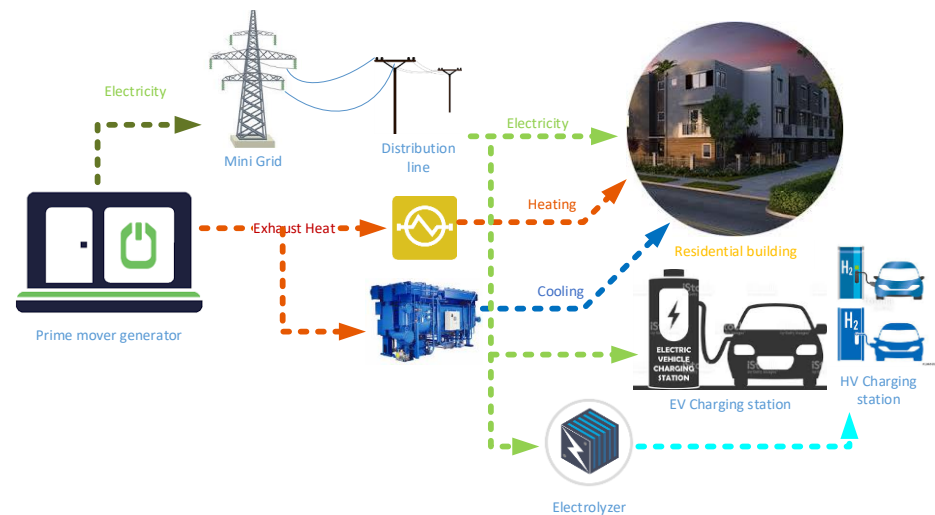 Electricity
Mini Grid
Distribution
line
Electricity
Exhaust Heat
Heating
Cooling
Prime mover generator
Residential building
ELECTRIC
VEHICLE
CHARGING
STATION
EV Charging station
H2
H2
HV Charging
station
Electrolyzer